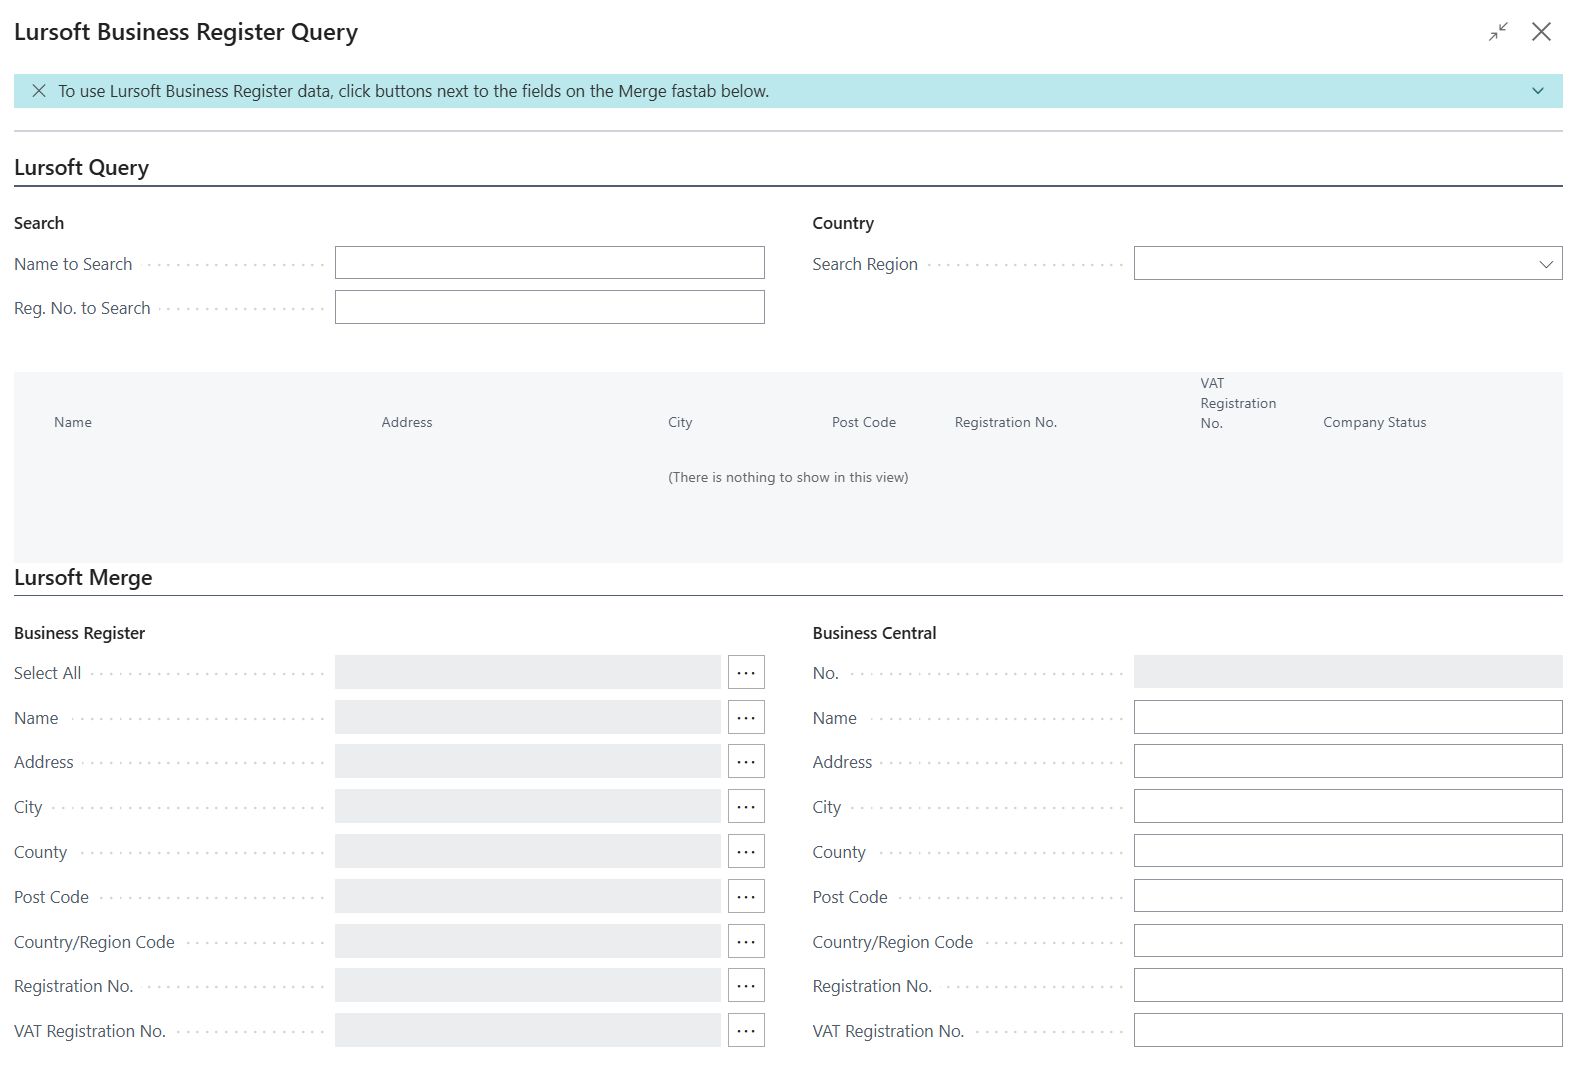 Lursoft Business Register Query
To use Lursoft Business Register data, click buttons next to the fields on the Merge fastab below.
Lursoft Query
Search
Country
Name to Search
Search Region
Reg. No. to Search
Name
Address
City
Post Code
Registration No.
VAT
Registration
No.
Company Status
(There is nothing to show in this view)
Lursoft Merge
Business Register
Business Central
Select All
No.
Name
Name
Address
Address
City
City
County
County
Post Code
Post Code
Country/Region Code
Country/Region Code
Registration No.
Registration No.
VAT Registration No.
VAT Registration No.